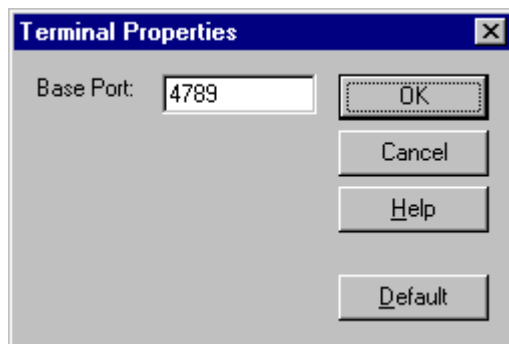 Terminal Properties
Base Port: 4789
OK
Cancel
Help
Default